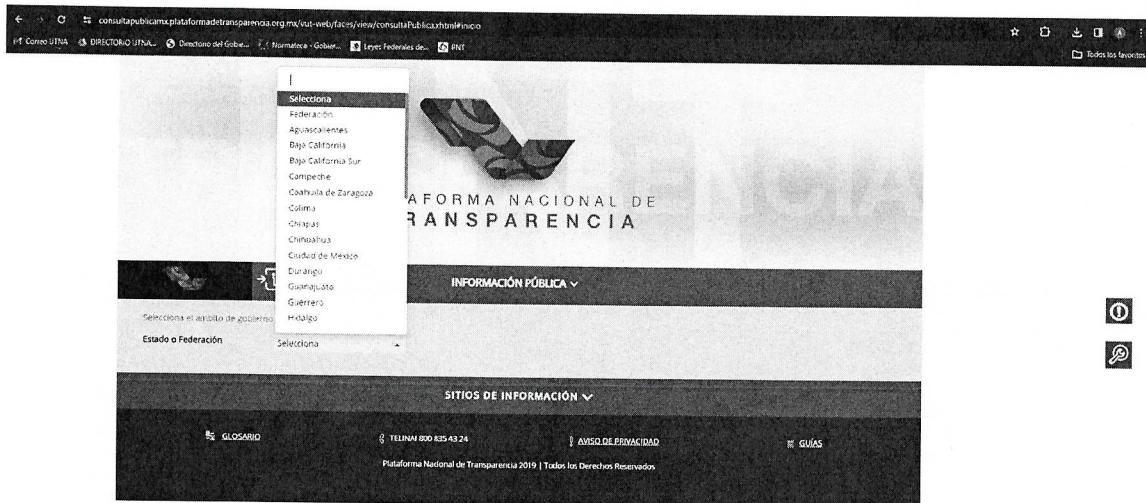 consultapublicamx.plataformadetransparencia.org.mx/vut-web/faces/view/consultaPublica.xhtml#inicio
Correo UTNA DIRECTORIO UTNA... Directorio del Gobie... Normateca - Gobier... Leyes Federales de... PNT
Todos los favoritos
Selecciona
Federación
Aguascalientes
Baja California
Baja California Sur
Campeche
Coahuila de Zaragoza
Colima
Chiapas
Chihuahua
Ciudad de México
Durango
Guanajuato
Guerrero
Hidalgo
AFORMA NACIONAL DE
RANSPARENCIA
INFORMACIÓN PÚBLICA
Selecciona el ámbito de gobierno
Estado o Federación Selecciona
SITIOS DE INFORMACIÓN
GLOSARIO TELINAI 800 835 43 24 AVISO DE PRIVACIDAD GUÍAS
Plataforma Nacional de Transparencia 2019 | Todos los Derechos Reservados